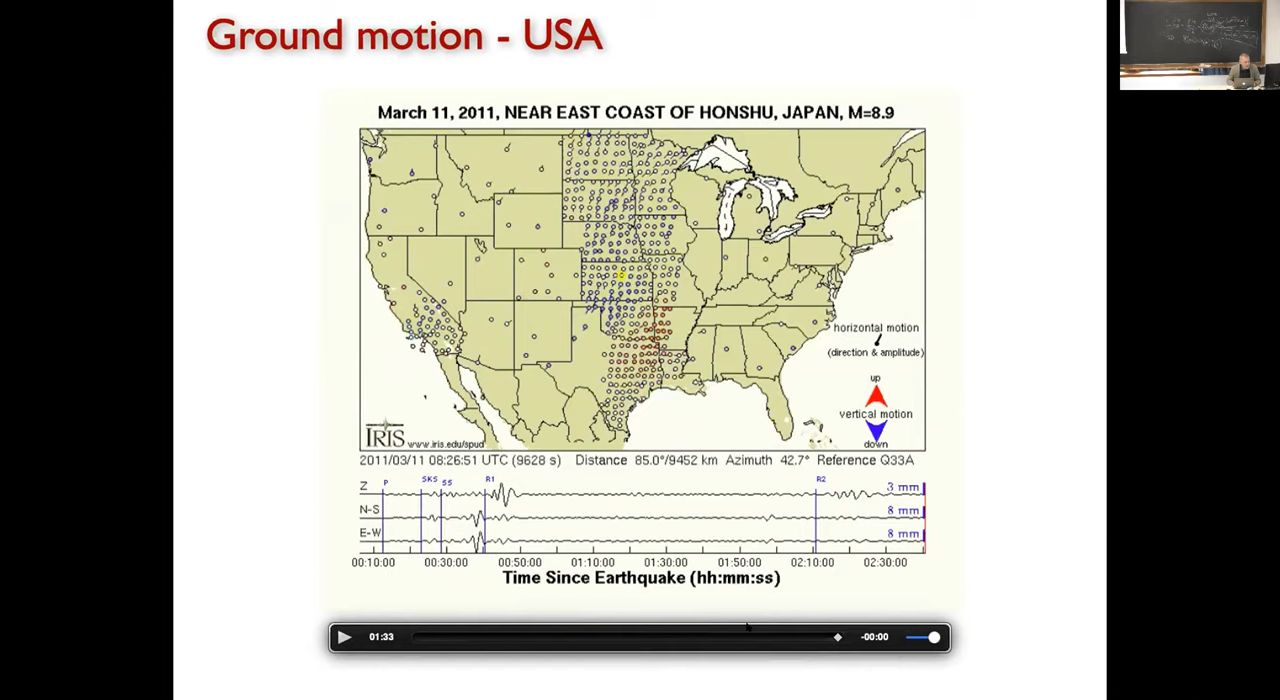 Ground motion - USA
March 11, 2011, NEAR EAST COAST OF HONSHU, JAPAN, M=8.9
horizontal motion
(direction & amplitude)
up
vertical motion
down
IRIS www.iris.edu/spud
2011/03/11 08:26:51 UTC (9628 s) Distance 85.0°/9452 km Azimuth 42.7° Reference Q33A
P SKS SS R1 R2
Z 3 mm
N-S 8 mm
E-W 8 mm
00:10:00 00:30:00 00:50:00 01:10:00 01:30:00 01:50:00 02:10:00 02:30:00
Time Since Earthquake (hh:mm:ss)
01:33 -00:00